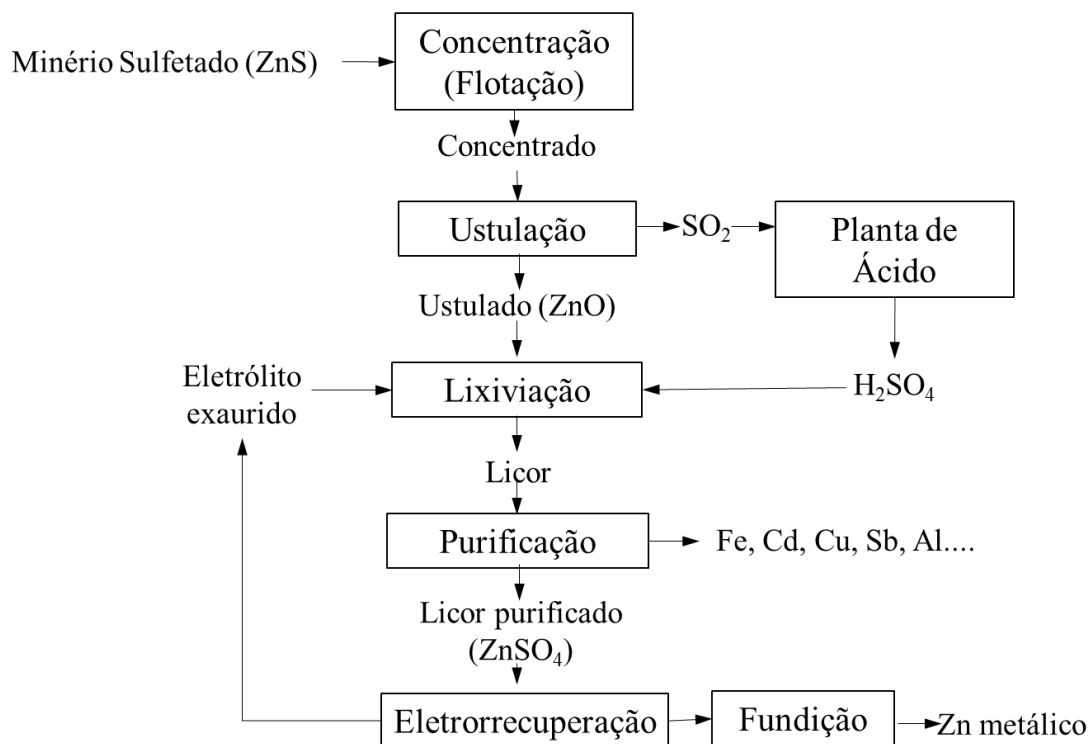 Concentração
(Flotação)
Minério Sulfetado (ZnS)
Concentrado
Ustulação
SO₂
Planta de
Ácido
Ustulado (ZnO)
Eletrólito
exaurido
Lixiviação
H₂SO₄
Licor
Purificação
Fe, Cd, Cu, Sb, Al....
Licor purificado
(ZnSO₄)
Eletrorrecuperação
Fundição
Zn metálico